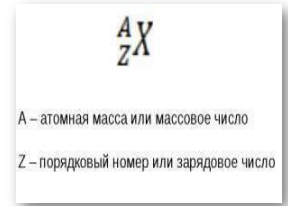 A
Z X
A – атомная масса или массовое число
Z – порядковый номер или зарядовое число